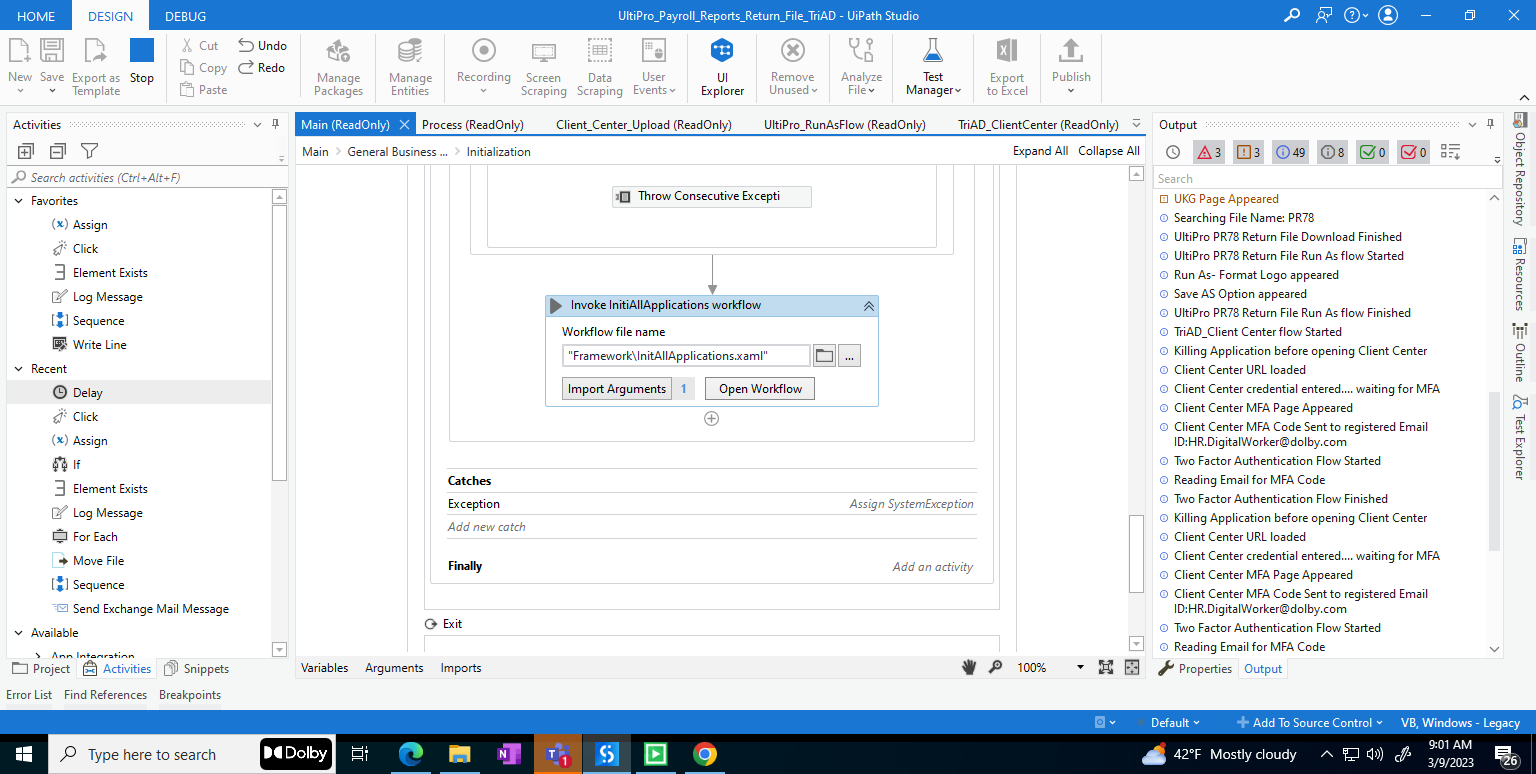 HOME DESIGN DEBUG UltiPro_Payroll_Reports_Return_File_TriAD - UiPath Studio
New Save Export as Template Stop
Cut Undo
Copy Redo
Paste
Manage Packages
Manage Entities
Recording
Screen Scraping
Data Scraping
User Events
UI Explorer
Remove Unused
Analyze File
Test Manager
Export to Excel
Publish
Activities
Search activities (Ctrl+Alt+F)
Favorites
Assign
Click
Element Exists
Log Message
Sequence
Write Line
Recent
Delay
Click
Assign
If
Element Exists
Log Message
For Each
Move File
Sequence
Send Exchange Mail Message
Available
App Integration
Project Activities Snippets
Error List Find References Breakpoints
Main (ReadOnly) Process (ReadOnly) Client_Center_Upload (ReadOnly) UltiPro_RunAsFlow (ReadOnly) TriAD_ClientCenter (ReadOnly)
Main > General Business ... > Initialization Expand All Collapse All
Throw Consecutive Excepti
Invoke InitiAllApplications workflow
Workflow file name
"Framework\InitAllApplications.xaml" ...
Import Arguments 1 Open Workflow
Catches
Exception Assign SystemException
Add new catch
Finally Add an activity
Exit
Variables Arguments Imports 100%
Output
3 3 49 8 0 0
Search
UKG Page Appeared
Searching File Name: PR78
UltiPro PR78 Return File Download Finished
UltiPro PR78 Return File Run As flow Started
Run As- Format Logo appeared
Save AS Option appeared
UltiPro PR78 Return File Run As flow Finished
TriAD_Client Center flow Started
Killing Application before opening Client Center
Client Center URL loaded
Client Center credential entered.... waiting for MFA
Client Center MFA Page Appeared
Client Center MFA Code Sent to registered Email
ID:HR.DigitalWorker@dolby.com
Two Factor Authentication Flow Started
Reading Email for MFA Code
Two Factor Authentication Flow Finished
Killing Application before opening Client Center
Client Center URL loaded
Client Center credential entered.... waiting for MFA
Client Center MFA Page Appeared
Client Center MFA Code Sent to registered Email
ID:HR.DigitalWorker@dolby.com
Two Factor Authentication Flow Started
Reading Email for MFA Code
Properties Output
Object Repository
Resources
Outline
Test Explorer
Default Add To Source Control VB, Windows - Legacy
Type here to search Dolby 1 42°F Mostly cloudy 9:01 AM
3/9/2023 26